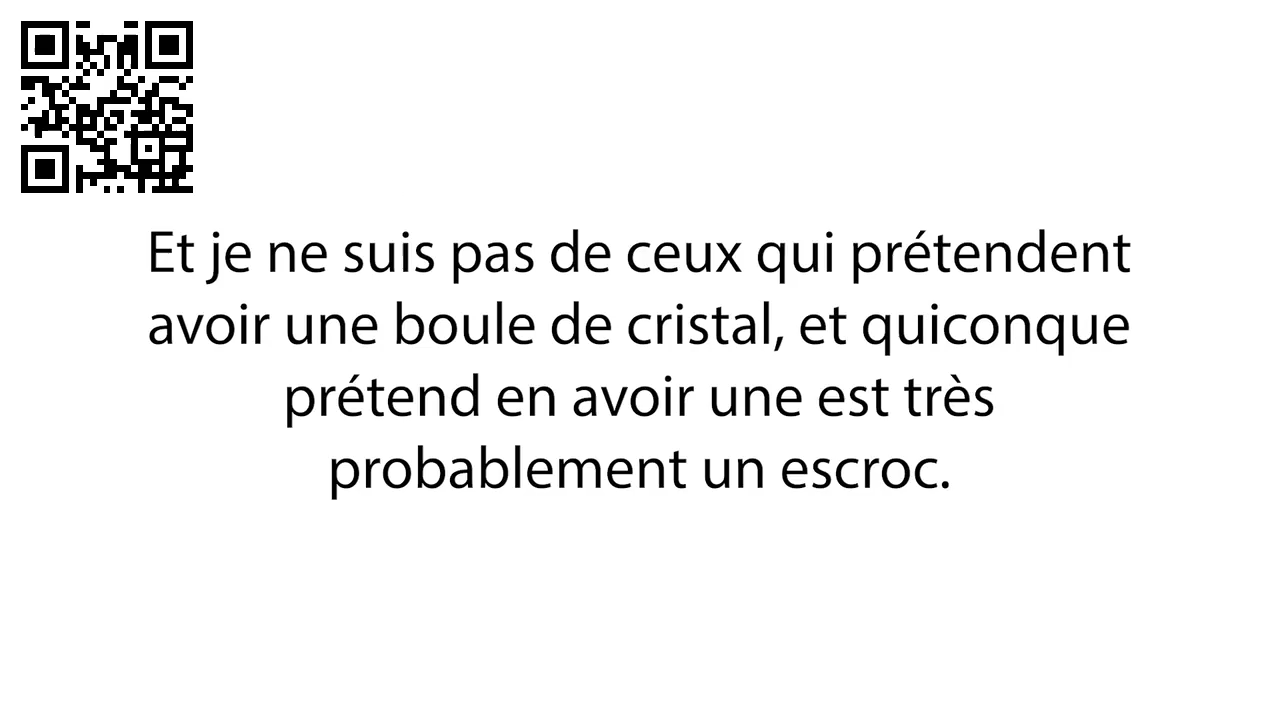 Et je ne suis pas de ceux qui prétendent
avoir une boule de cristal, et quiconque
prétend en avoir une est très
probablement un escroc.